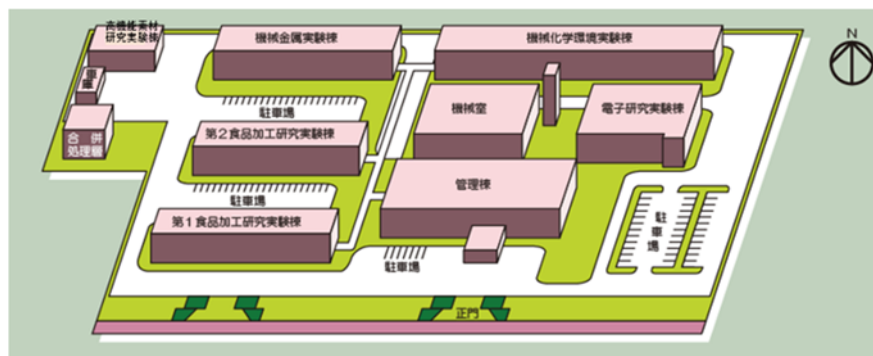 高機能素材
研究実験棟
機械金属実験棟
機械化学環境実験棟
N
車
庫
駐車場
機械室
電子研究実験棟
合併
処理層
第2食品加工研究実験棟
駐車場
管理棟
第1食品加工研究実験棟
駐車場
駐
車
場
正門